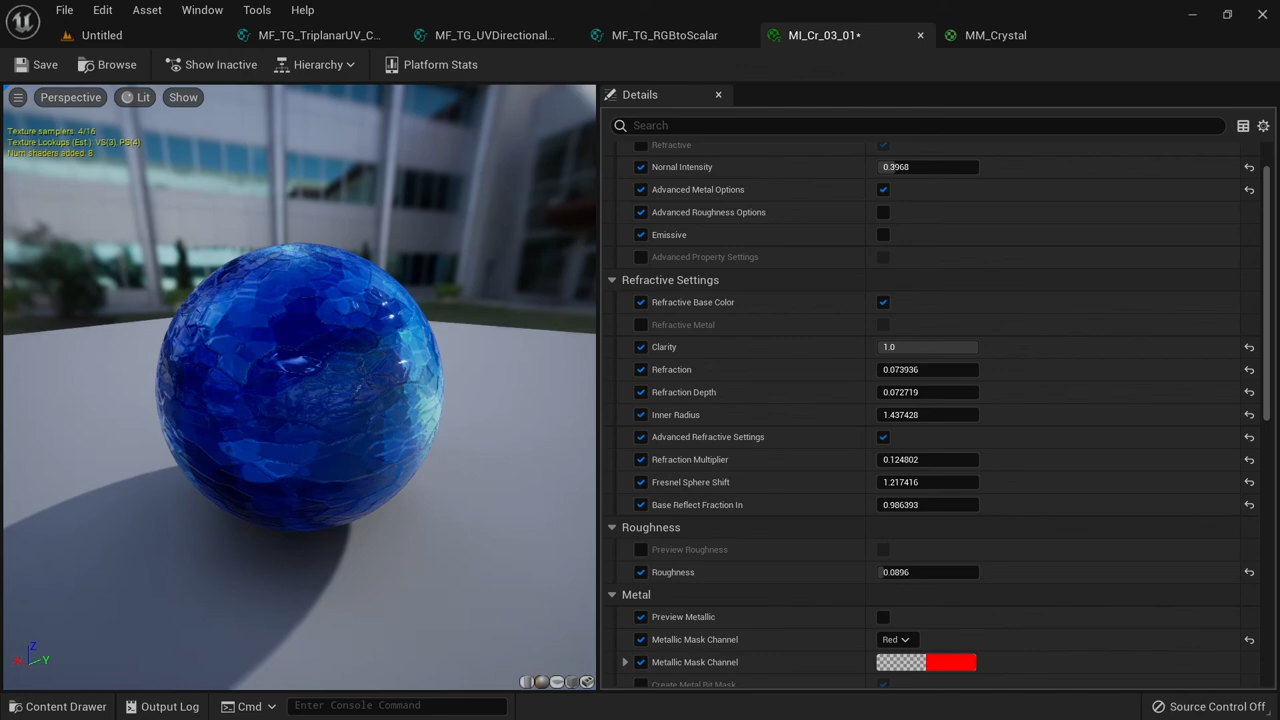 File Edit Asset Window Tools Help
Untitled MF_TG_TriplanarUV_C... MF_TG_UVDirectional... MF_TG_RGBtoScalar MI_Cr_03_01* MM_Crystal
Save Browse Show Inactive Hierarchy Platform Stats
Perspective Lit Show
Texture samplers: 4/16
Texture Lookups (Est.) VS(3), PS(4)
Num shaders added: 8
Z
Y
Details
Search
Refractive
Nornal Intensity 0.3968
Advanced Metal Options
Advanced Roughness Options
Emissive
Advanced Property Settings
Refractive Settings
Refractive Base Color
Refractive Metal
Clarity 1.0
Refraction 0.073936
Refraction Depth 0.072719
Inner Radius 1.437428
Advanced Refractive Settings
Refraction Multiplier 0.124802
Fresnel Sphere Shift 1.217416
Base Reflect Fraction In 0.986393
Roughness
Preview Roughness
Roughness 0.0896
Metal
Preview Metallic
Metallic Mask Channel Red
Metallic Mask Channel
Create Metal Bit Mask
Content Drawer Output Log Cmd Enter Console Command Source Control Off